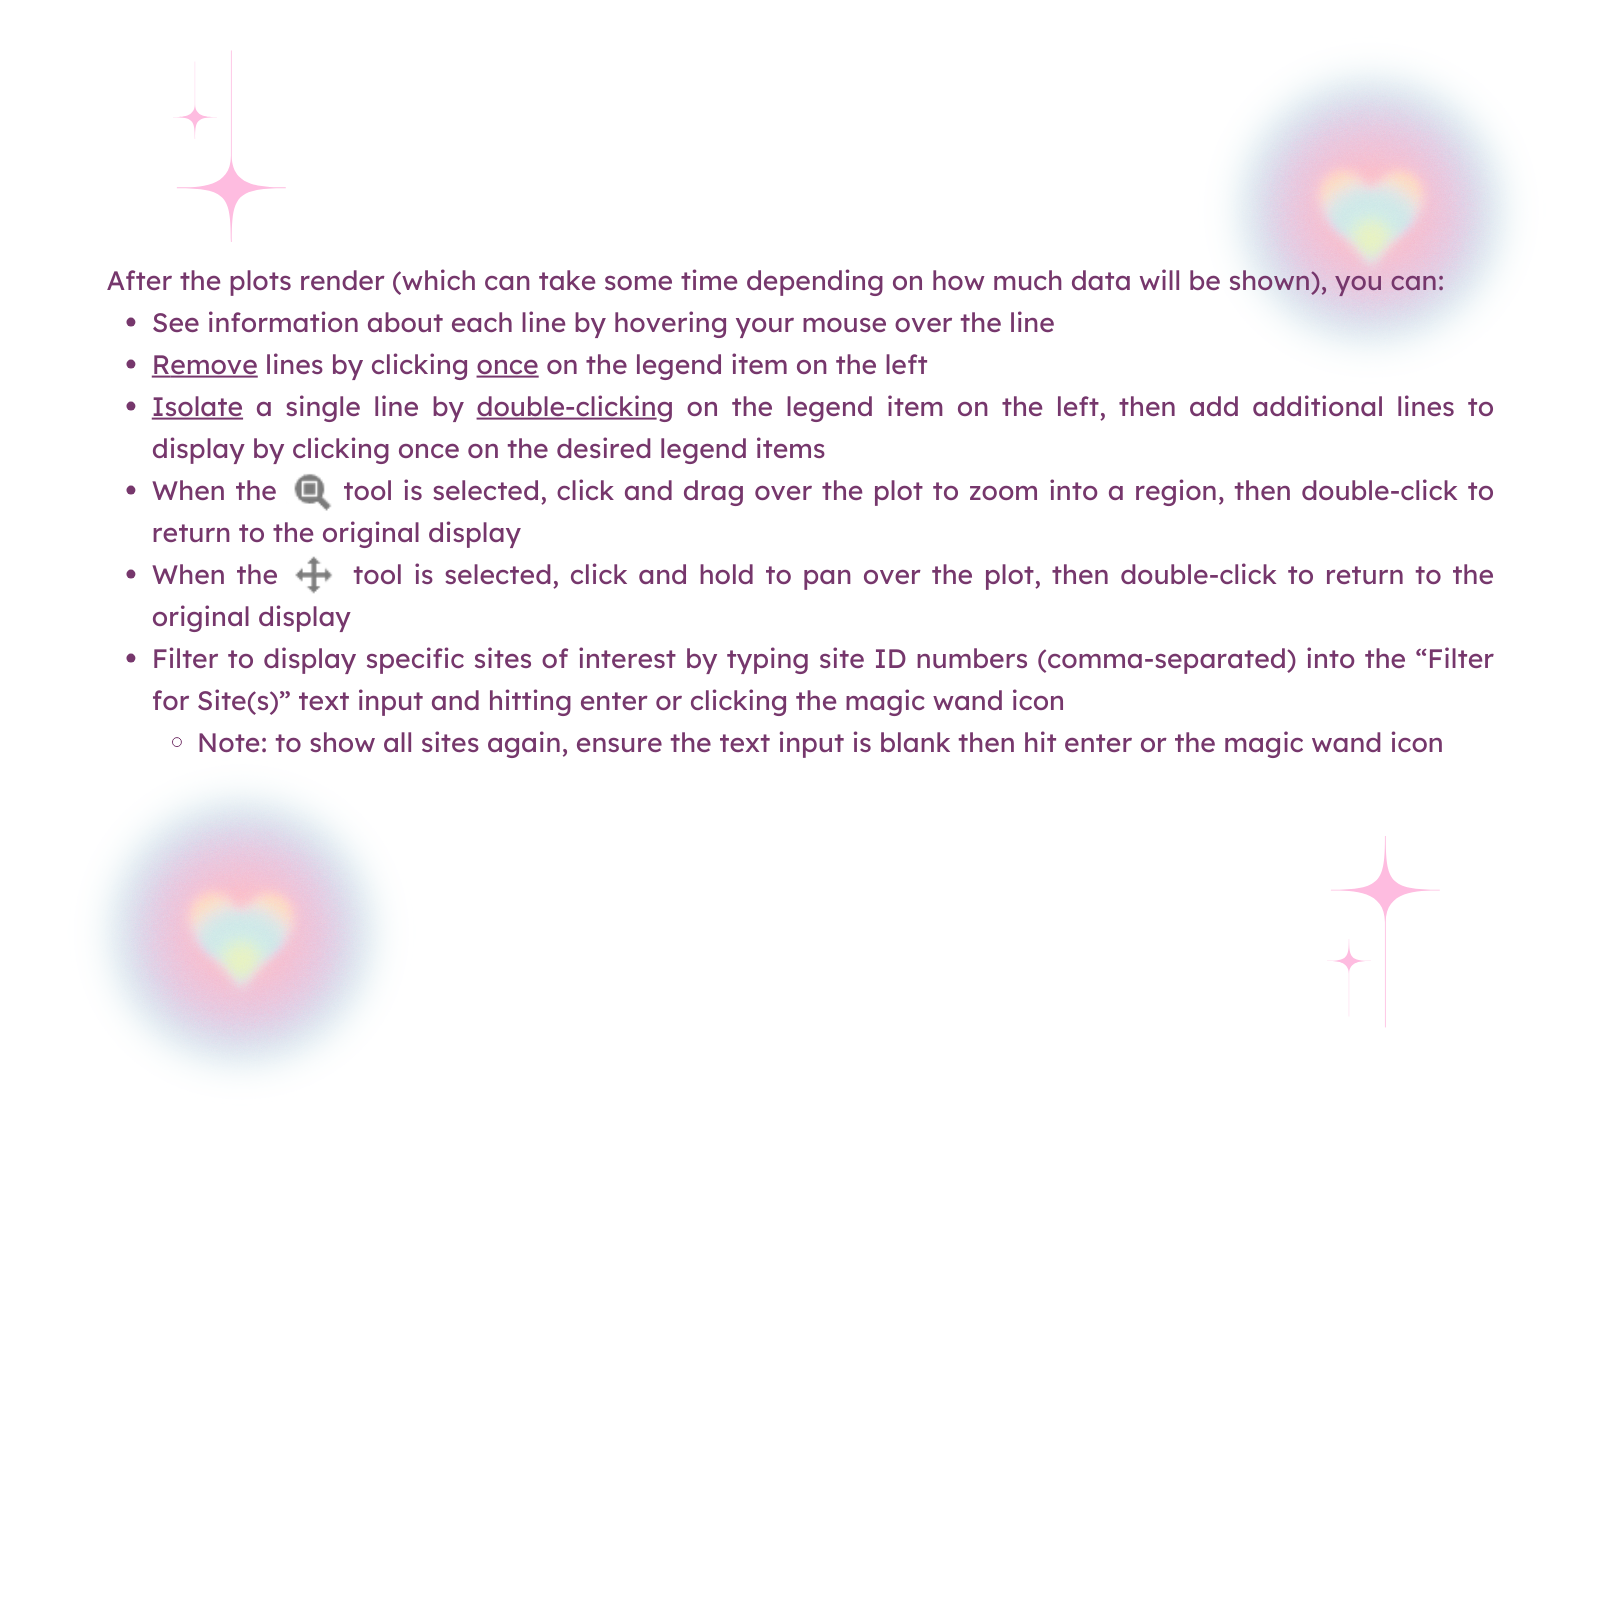 After the plots render (which can take some time depending on how much data will be shown), you can:
• See information about each line by hovering your mouse over the line
• Remove lines by clicking once on the legend item on the left
• Isolate a single line by double-clicking on the legend item on the left, then add additional lines to
display by clicking once on the desired legend items
• When the tool is selected, click and drag over the plot to zoom into a region, then double-click to
return to the original display
• When the tool is selected, click and hold to pan over the plot, then double-click to return to the
original display
• Filter to display specific sites of interest by typing site ID numbers (comma-separated) into the “Filter
for Site(s)” text input and hitting enter or clicking the magic wand icon
◦ Note: to show all sites again, ensure the text input is blank then hit enter or the magic wand icon